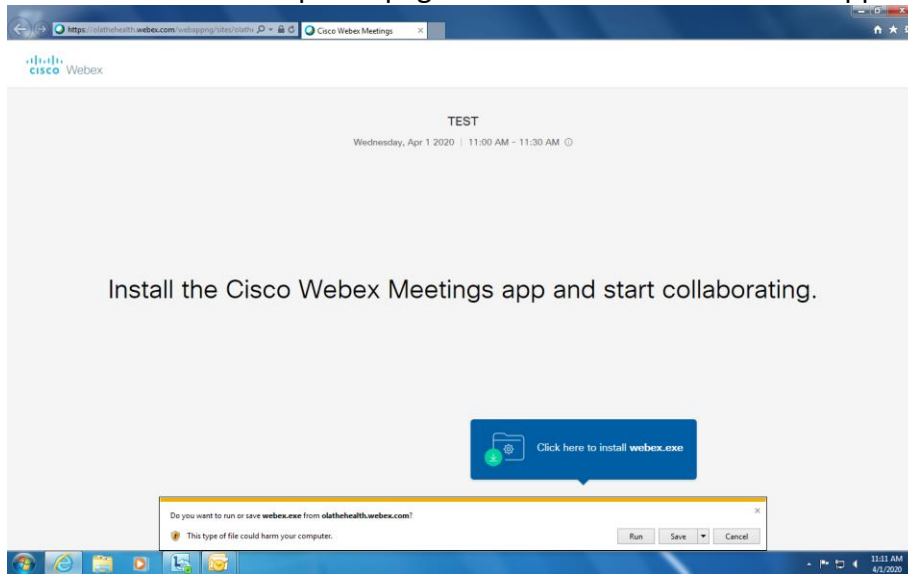 https://olathehealth.webex.com/webappng/sites/olathe
Cisco Webex Meetings
CISCO Webex
TEST
Wednesday, Apr 1 2020 | 11:00 AM - 11:30 AM
Install the Cisco Webex Meetings app and start collaborating.
Click here to install webex.exe
Do you want to run or save webex.exe from olathehealth.webex.com?
This type of file could harm your computer.
Run
Save
Cancel
11:11 AM
4/1/2020